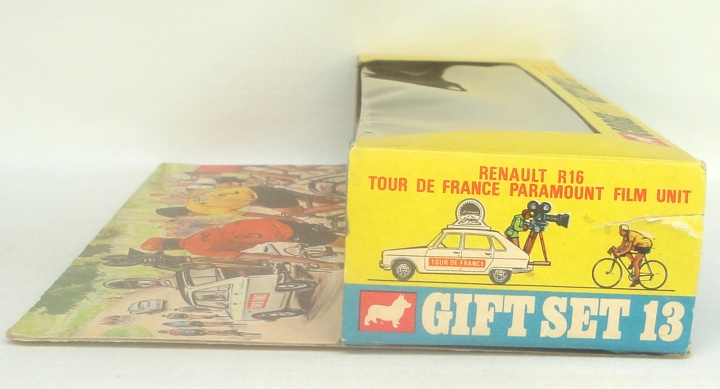 RENAULT R16
TOUR DE FRANCE PARAMOUNT FILM UNIT
TOUR DE FRANCE
GIFT SET 13